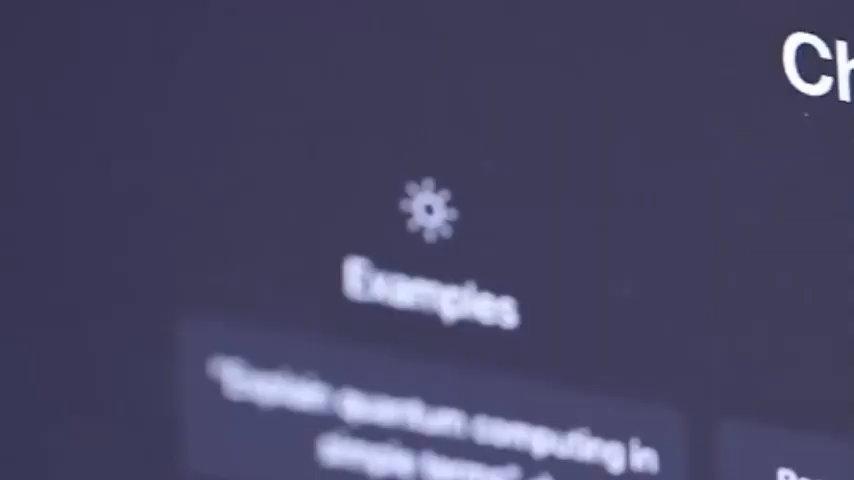 Ch
Examples
"Explain quantum computing in
simple terms"